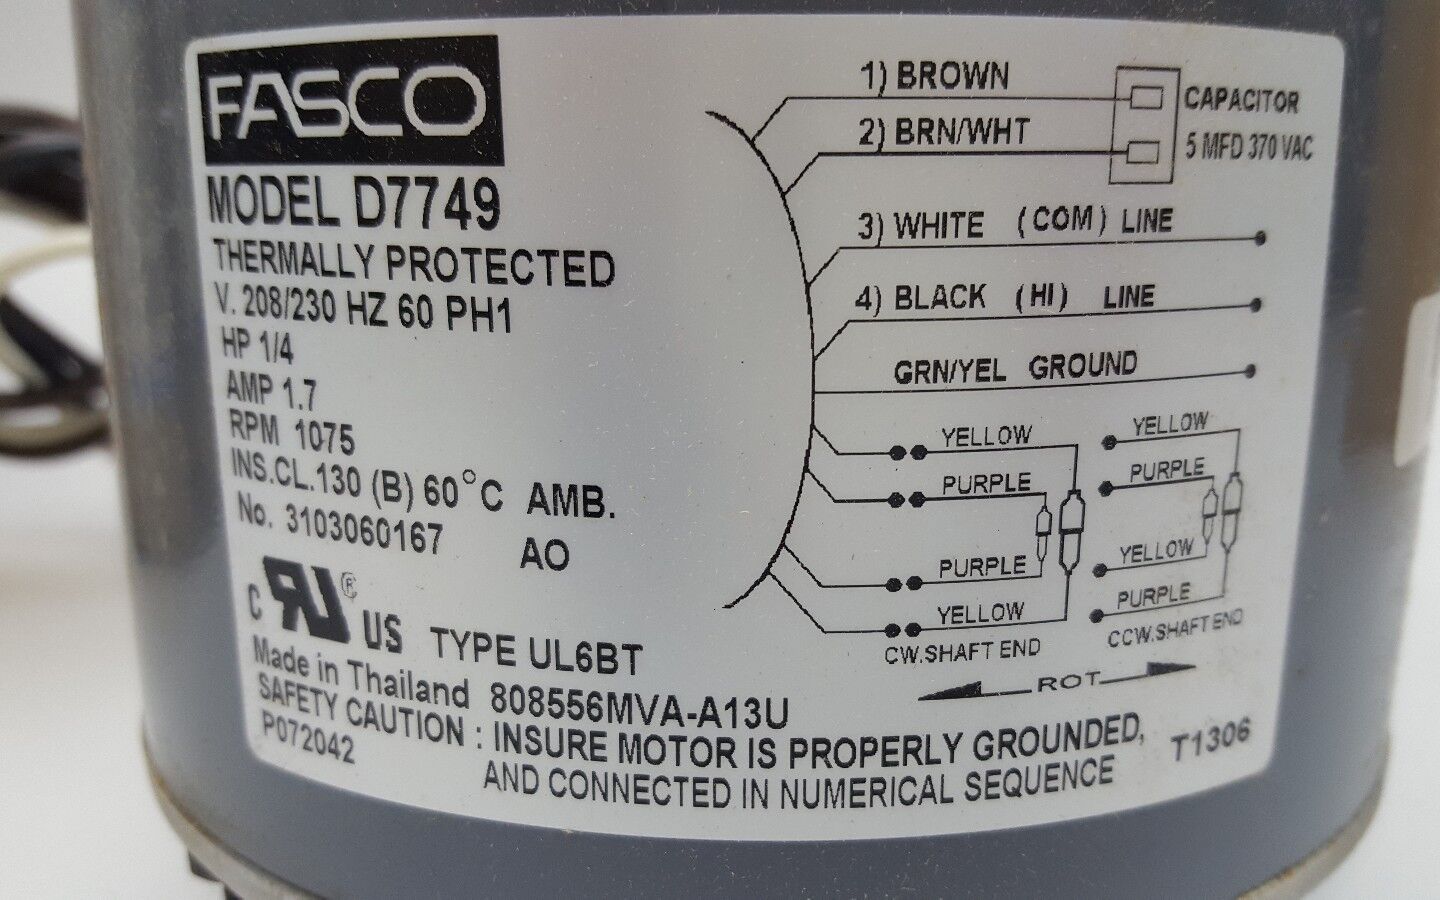 FASCO
MODEL D7749
THERMALLY PROTECTED
V. 208/230 HZ 60 PH1
HP 1/4
AMP 1.7
RPM 1075
INS.CL.130 (B) 60°C AMB.
No. 3103060167 AO
C RU® US TYPE UL6BT
Made in Thailand 808556MVA-A13U
SAFETY CAUTION : INSURE MOTOR IS PROPERLY GROUNDED,
AND CONNECTED IN NUMERICAL SEQUENCE
P072042
T1306
1) BROWN
2) BRN/WHT
CAPACITOR
5 MFD 370 VAC
3) WHITE (COM) LINE
4) BLACK (HI) LINE
GRN/YEL GROUND
YELLOW
PURPLE
PURPLE
YELLOW
CW.SHAFT END
YELLOW
PURPLE
YELLOW
PURPLE
CCW.SHAFT END
ROT